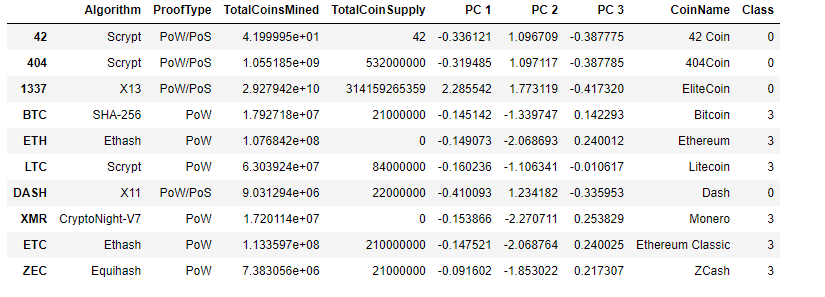 Algorithm ProofType TotalCoinsMined TotalCoinSupply PC 1 PC 2 PC 3 CoinName Class
42 Scrypt PoW/PoS 4.199995e+01 42 -0.336121 1.096709 -0.387775 42 Coin 0
404 Scrypt PoW/PoS 1.055185e+09 532000000 -0.319485 1.097117 -0.387785 404Coin 0
1337 X13 PoW/PoS 2.927942e+10 314159265359 2.285542 1.773119 -0.417320 EliteCoin 0
BTC SHA-256 PoW 1.792718e+07 21000000 -0.145142 -1.339747 0.142293 Bitcoin 3
ETH Ethash PoW 1.076842e+08 0 -0.149073 -2.068693 0.240012 Ethereum 3
LTC Scrypt PoW 6.303924e+07 84000000 -0.160236 -1.106341 -0.010617 Litecoin 3
DASH X11 PoW/PoS 9.031294e+06 22000000 -0.410093 1.234182 -0.335953 Dash 0
XMR CryptoNight-V7 PoW 1.720114e+07 0 -0.153866 -2.270711 0.253829 Monero 3
ETC Ethash PoW 1.133597e+08 210000000 -0.147521 -2.068764 0.240025 Ethereum Classic 3
ZEC Equihash PoW 7.383056e+06 21000000 -0.091602 -1.853022 0.217307 ZCash 3